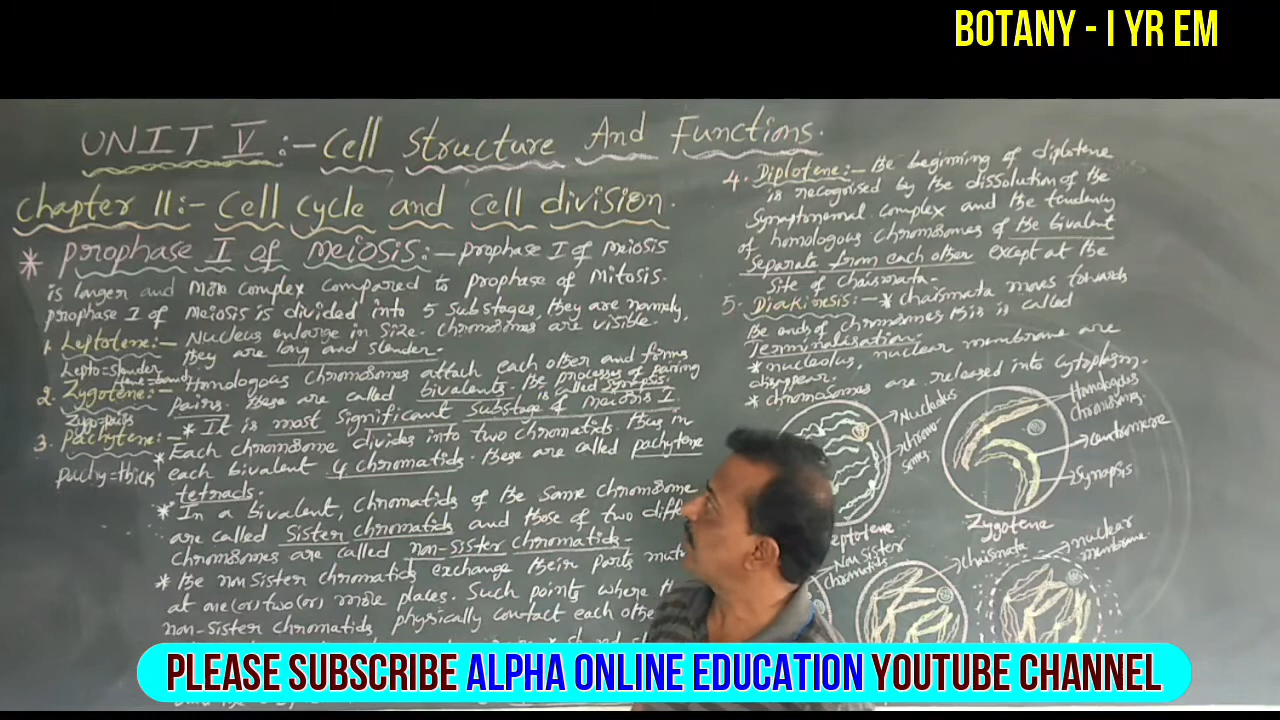 BOTANY - I YR EM
UNIT V :- Cell Structure And Functions.
Chapter II:- Cell cycle and cell division.
* Prophase I of Meiosis:- Prophase I of Meiosis
is longer and more complex compared to prophase of Mitosis.
Prophase I of Meiosis is divided into 5 substages, they are namely,
1. Leptotene:- Nucleus enlarge in size. Chromosomes are visible.
They are long and slender.
Lepto=slender
tene=band
2. Zygotene:- Homologous chromosomes attach each other and forms
pairs. These are called bivalents. The processes of pairing
is called Synapsis.
Zygo=pairs
* It is most significant substage of meiosis I.
3. Pachytene:- * Each chromosome divides into two chromatids. Thus in
pachy=thick each bivalent 4 chromatids. These are called pachytene
tetrads.
* In a bivalent, chromatids of the same chromosome
are called Sister chromatids and those of two diff
chromosomes are called non-sister chromatids.
* The non sister chromatids exchange their parts mutu
at one(or)two(or) more places. Such points where
non-sister chromatids physically contact each othe
4. Diplotene:- The beginning of diplotene
is recognised by the dissolution of the
Synaptonemal complex and the tendency
of homologous chromosomes of the bivalent
separate from each other except at the
site of chaismata.
5. Diakinesis:- * chaismata moves towards
the ends of chromosomes this is called
Terminalisation.
* nucleolus, nuclear membrane are
disappear.
* chromosomes are released into cytoplasm.
Nucleolus
chromo-
somes
Leptotene
Homologous
chromosomes
centromere
Synapsis
Zygotene
Non Sister
chromatids
chaismata
nuclear
membrane
PLEASE SUBSCRIBE ALPHA ONLINE EDUCATION YOUTUBE CHANNEL